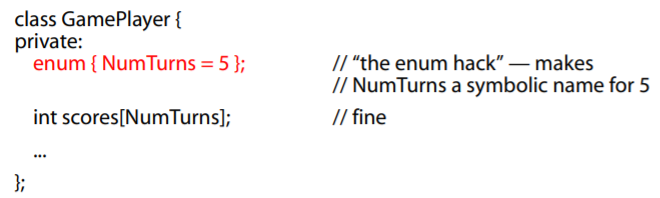 class GamePlayer {
private:
enum { NumTurns = 5 }; // “the enum hack” — makes
// NumTurns a symbolic name for 5
int scores[NumTurns]; // fine
...
};